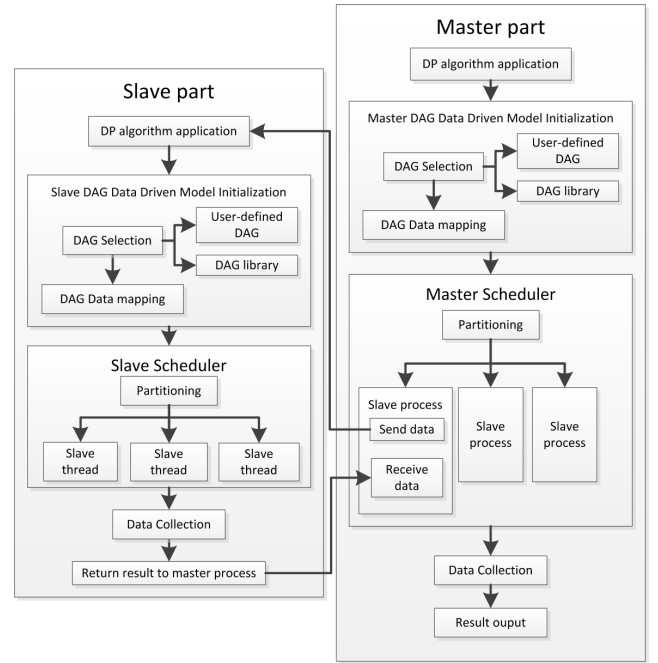 Slave part
DP algorithm application
Slave DAG Data Driven Model Initialization
DAG Selection
User-defined
DAG
DAG library
DAG Data mapping
Slave Scheduler
Partitioning
Slave
thread
Slave
thread
Slave
thread
Data Collection
Return result to master process
Master part
DP algorithm application
Master DAG Data Driven Model Initialization
DAG Selection
User-defined
DAG
DAG library
DAG Data mapping
Master Scheduler
Partitioning
Slave process
Send data
Receive
data
Slave
process
Slave
process
Data Collection
Result ouput